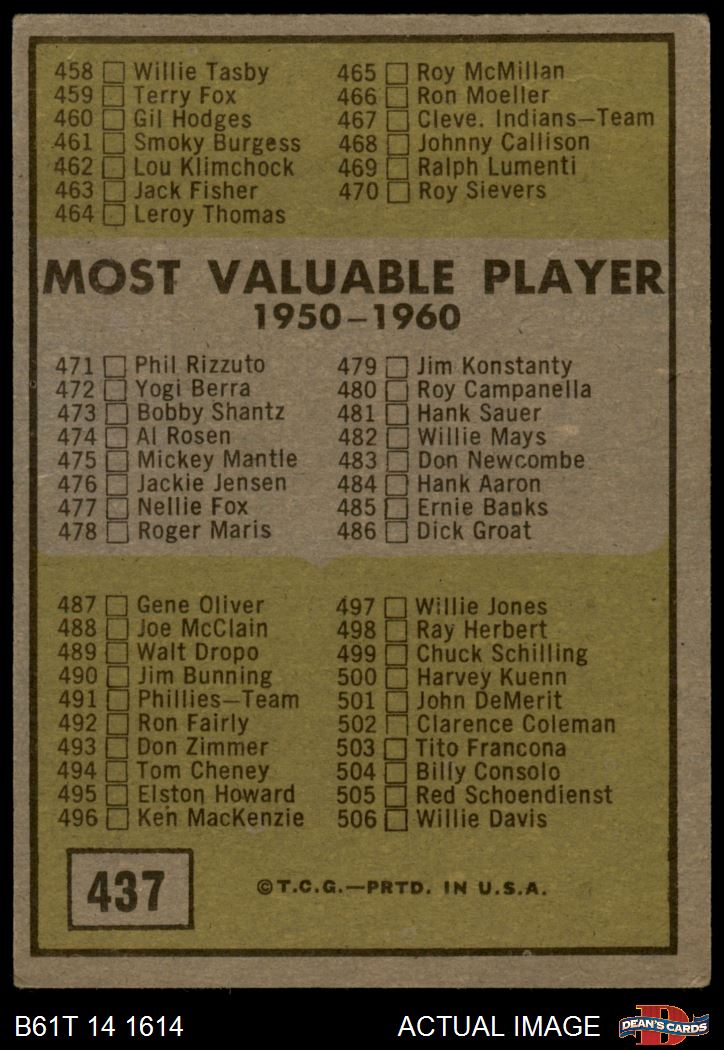 458 Willie Tasby
459 Terry Fox
460 Gil Hodges
461 Smoky Burgess
462 Lou Klimchock
463 Jack Fisher
464 Leroy Thomas
465 Roy McMillan
466 Ron Moeller
467 Cleve. Indians—Team
468 Johnny Callison
469 Ralph Lumenti
470 Roy Sievers
MOST VALUABLE PLAYER
1950–1960
471 Phil Rizzuto
472 Yogi Berra
473 Bobby Shantz
474 Al Rosen
475 Mickey Mantle
476 Jackie Jensen
477 Nellie Fox
478 Roger Maris
479 Jim Konstanty
480 Roy Campanella
481 Hank Sauer
482 Willie Mays
483 Don Newcombe
484 Hank Aaron
485 Ernie Banks
486 Dick Groat
487 Gene Oliver
488 Joe McClain
489 Walt Dropo
490 Jim Bunning
491 Phillies—Team
492 Ron Fairly
493 Don Zimmer
494 Tom Cheney
495 Elston Howard
496 Ken MacKenzie
497 Willie Jones
498 Ray Herbert
499 Chuck Schilling
500 Harvey Kuenn
501 John DeMerit
502 Clarence Coleman
503 Tito Francona
504 Billy Consolo
505 Red Schoendienst
506 Willie Davis
437
©T.C.G.—PRTD. IN U.S.A.
B61T 14 1614
ACTUAL IMAGE
D
DEAN'S CARDS